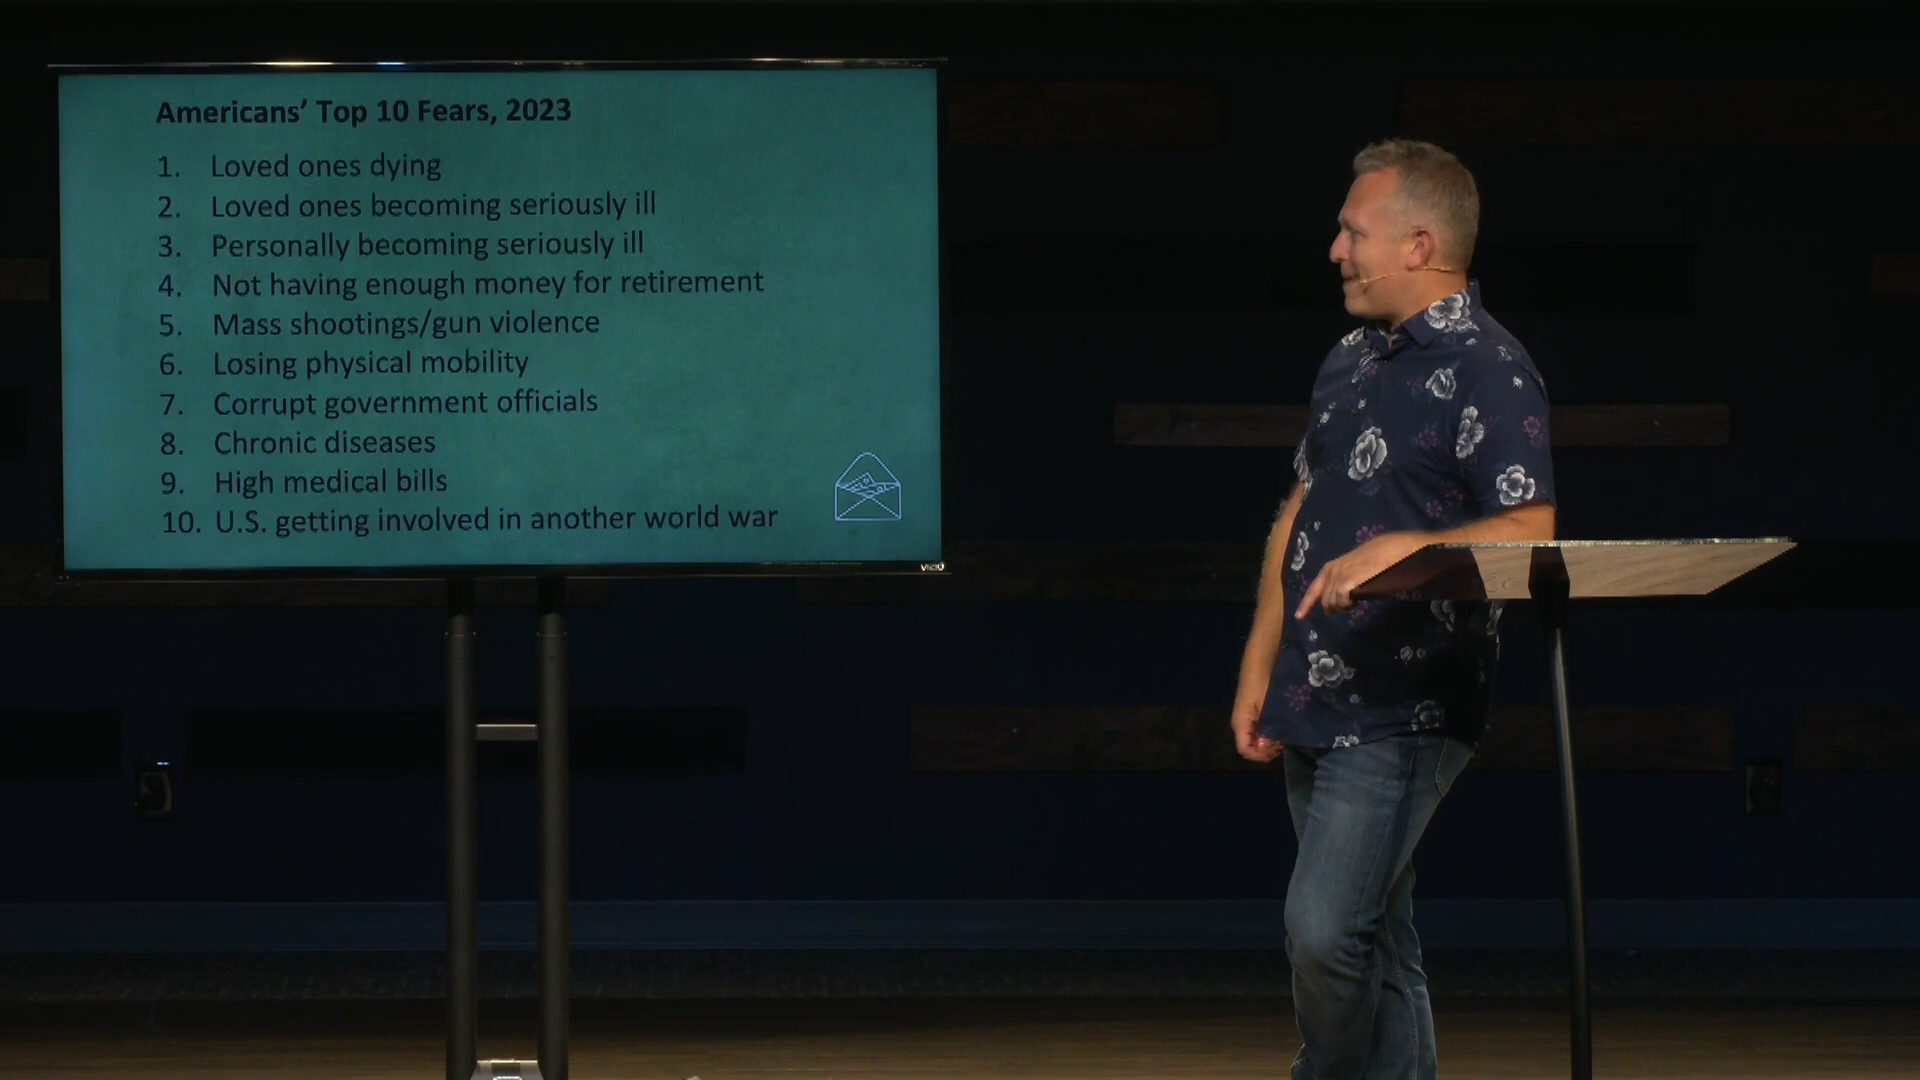 Americans’ Top 10 Fears, 2023
1. Loved ones dying
2. Loved ones becoming seriously ill
3. Personally becoming seriously ill
4. Not having enough money for retirement
5. Mass shootings/gun violence
6. Losing physical mobility
7. Corrupt government officials
8. Chronic diseases
9. High medical bills
10. U.S. getting involved in another world war
VIZIO